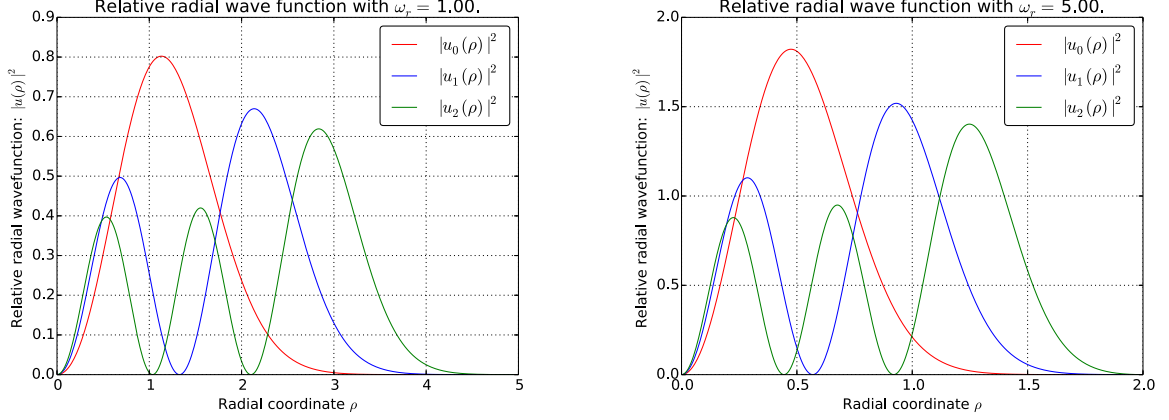 Relative radial wave function with ω_r = 1.00.
Relative radial wavefunction: |u(ρ)|²
0.9
0.8
0.7
0.6
0.5
0.4
0.3
0.2
0.1
0.0
|u₀(ρ)|²
|u₁(ρ)|²
|u₂(ρ)|²
0 1 2 3 4 5
Radial coordinate ρ
Relative radial wave function with ω_r = 5.00.
Relative radial wavefunction: |u(ρ)|²
2.0
1.5
1.0
0.5
0.0
|u₀(ρ)|²
|u₁(ρ)|²
|u₂(ρ)|²
0.0 0.5 1.0 1.5 2.0
Radial coordinate ρ